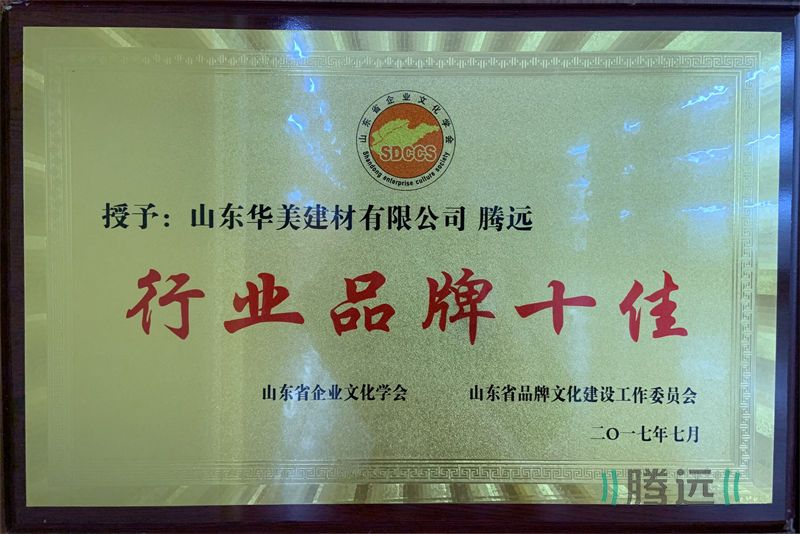 山东省企业文化学会
SDCCS
Shandong enterprise culture society
授予：山东华美建材有限公司 腾远
行业品牌十佳
山东省企业文化学会 山东省品牌文化建设工作委员会
二〇一七年七月
腾远